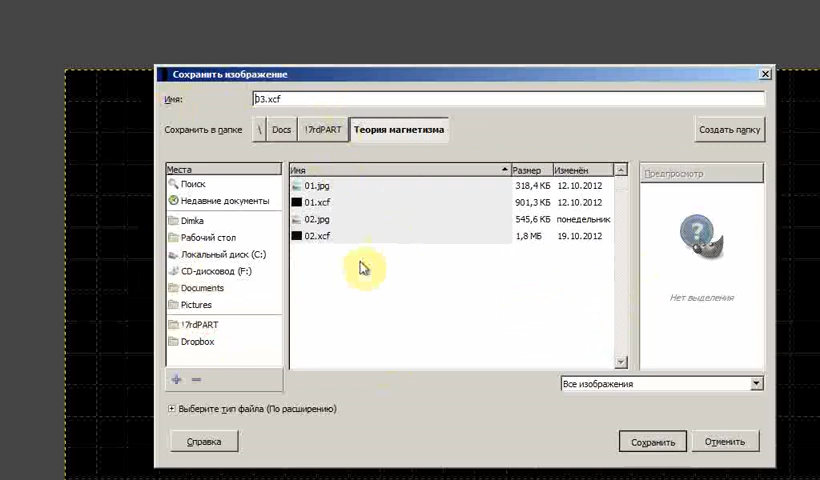 Сохранить изображение
Имя:
03.xcf
Сохранить в папке
\
Docs
!7rdPART
Теория магнетизма
Создать папку
Места
Имя
Размер
Изменён
Предпросмотр
Поиск
01.jpg
318,4 КБ
12.10.2012
Недавние документы
01.xcf
901,3 КБ
12.10.2012
Dimka
02.jpg
545,6 КБ
понедельник
Рабочий стол
02.xcf
1,8 МБ
19.10.2012
Локальный диск (C:)
CD-дисковод (F:)
Documents
Pictures
Нет выделения
!7rdPART
Dropbox
Все изображения
Выберите тип файла (По расширению)
Справка
Сохранить
Отменить